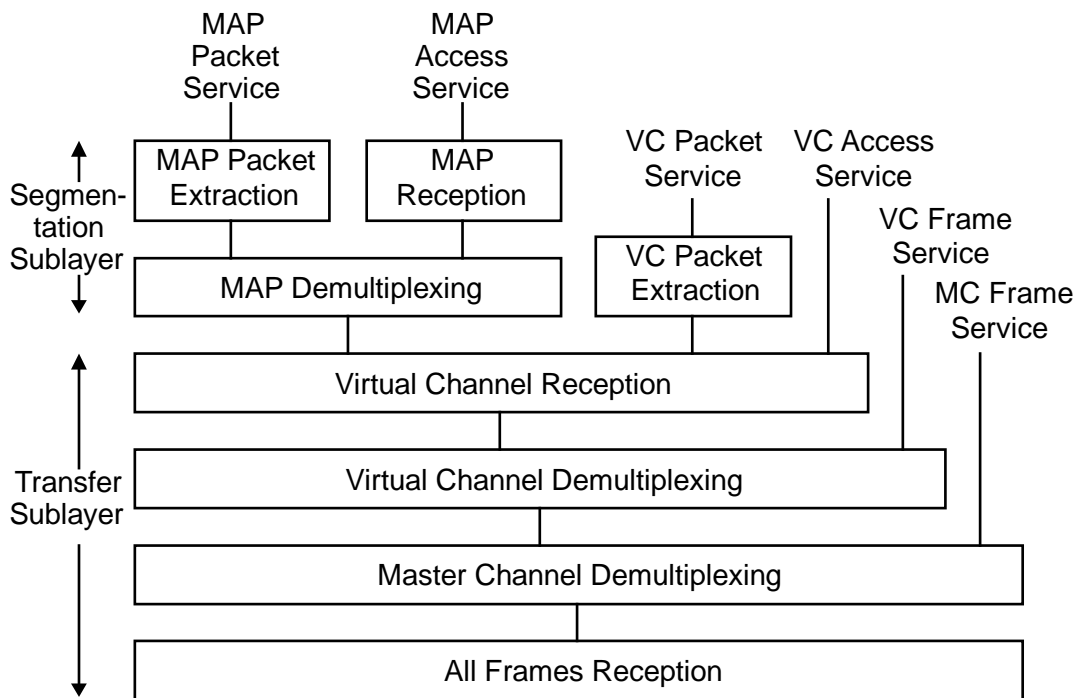 MAP
Packet
Service
MAP
Access
Service
MAP Packet
Extraction
MAP
Reception
VC Packet
Service
VC Access
Service
Segmen-
tation
Sublayer
VC Frame
Service
MAP Demultiplexing
VC Packet
Extraction
MC Frame
Service
Virtual Channel Reception
Transfer
Sublayer
Virtual Channel Demultiplexing
Master Channel Demultiplexing
All Frames Reception